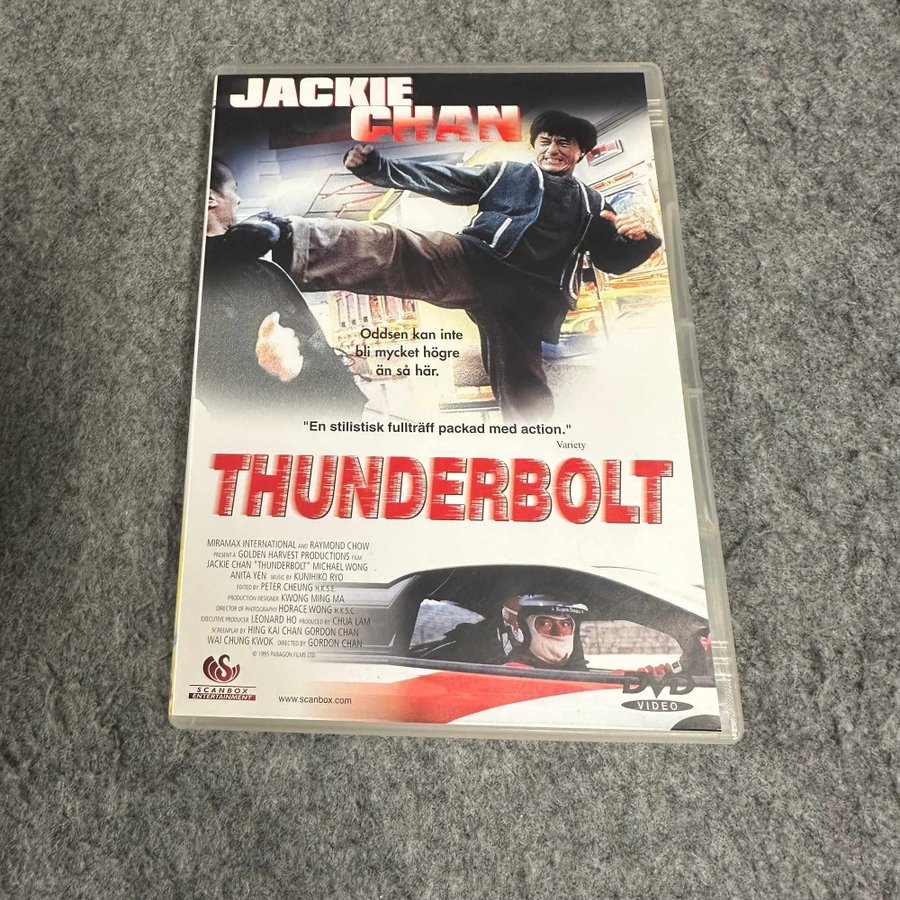 JACKIE
CHAN
Oddsen kan inte
bli mycket högre
än så här.
"En stilistisk fullträff packad med action."
Variety
THUNDERBOLT
MIRAMAX INTERNATIONAL AND RAYMOND CHOW
PRESENT A GOLDEN HARVEST PRODUCTIONS FILM
JACKIE CHAN "THUNDERBOLT" MICHAEL WONG
ANITA YEN MUSIC BY KUNIHIKO RYO
EDITED BY PETER CHEUNG H.K.S.E.
PRODUCTION DESIGNER KWONG MING MA
DIRECTOR OF PHOTOGRAPHY HORACE WONG H.K.S.C.
EXECUTIVE PRODUCER LEONARD HO PRODUCED BY CHUA LAM
SCREENPLAY BY HING KAI CHAN GORDON CHAN
WAI CHUNG KWOK DIRECTED BY GORDON CHAN
© 1995 PARAGON FILMS LTD.
SCANBOX
ENTERTAINMENT
www.scanbox.com
DVD
VIDEO